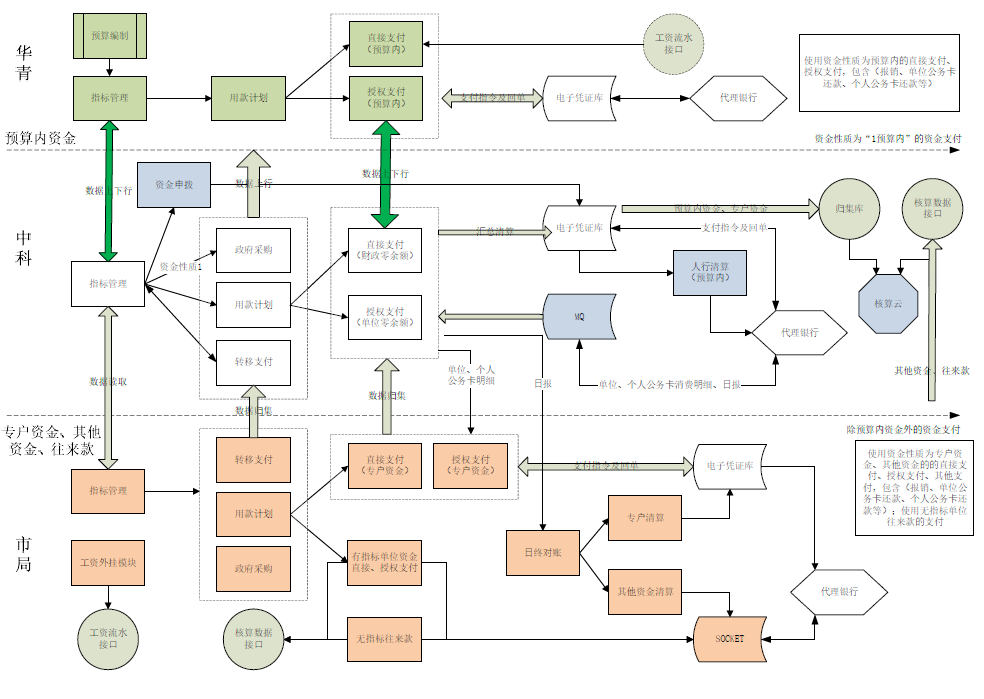 华
青
预算编制
指标管理
用款计划
直接支付
（预算内）
授权支付
（预算内）
工资流水
接口
支付指令及回单
电子凭证库
代理银行
使用资金性质为预算内的直接支付、
授权支付，包含（报销、单位公务卡
还款、个人公务卡还款等）
预算内资金
资金性质为“1预算内”的资金支付
中
科
数据上下行
资金申拨
数据上行
数据上下行
指标管理
资金性质1
政府采购
用款计划
转移支付
直接支付
（财政零余额）
授权支付
（单位零余额）
汇总清算
电子凭证库
预算内资金、专户资金
归集库
核算数据
接口
支付指令及回单
人行清算
（预算内）
核算云
MQ
代理银行
单位、个人
公务卡明细
日报
单位、个人公务卡消费明细、日报
其他资金、往来款
数据读取
数据归集
数据归集
专户资金、其他
资金、往来款
除预算内资金外的资金支付
市
局
指标管理
转移支付
用款计划
政府采购
直接支付
（专户资金）
授权支付
（专户资金）
支付指令及回单
电子凭证库
使用资金性质为专户资
金、其他资金的的直接支
付、授权支付、其他支
付，包含（报销、单位公
务卡还款、个人公务卡还
款等）；使用无指标单位
往来款的支付
工资外挂模块
有指标单位资金
直接、授权支付
日终对账
专户清算
其他资金清算
代理银行
工资流水
接口
核算数据
接口
无指标往来款
SOCKET